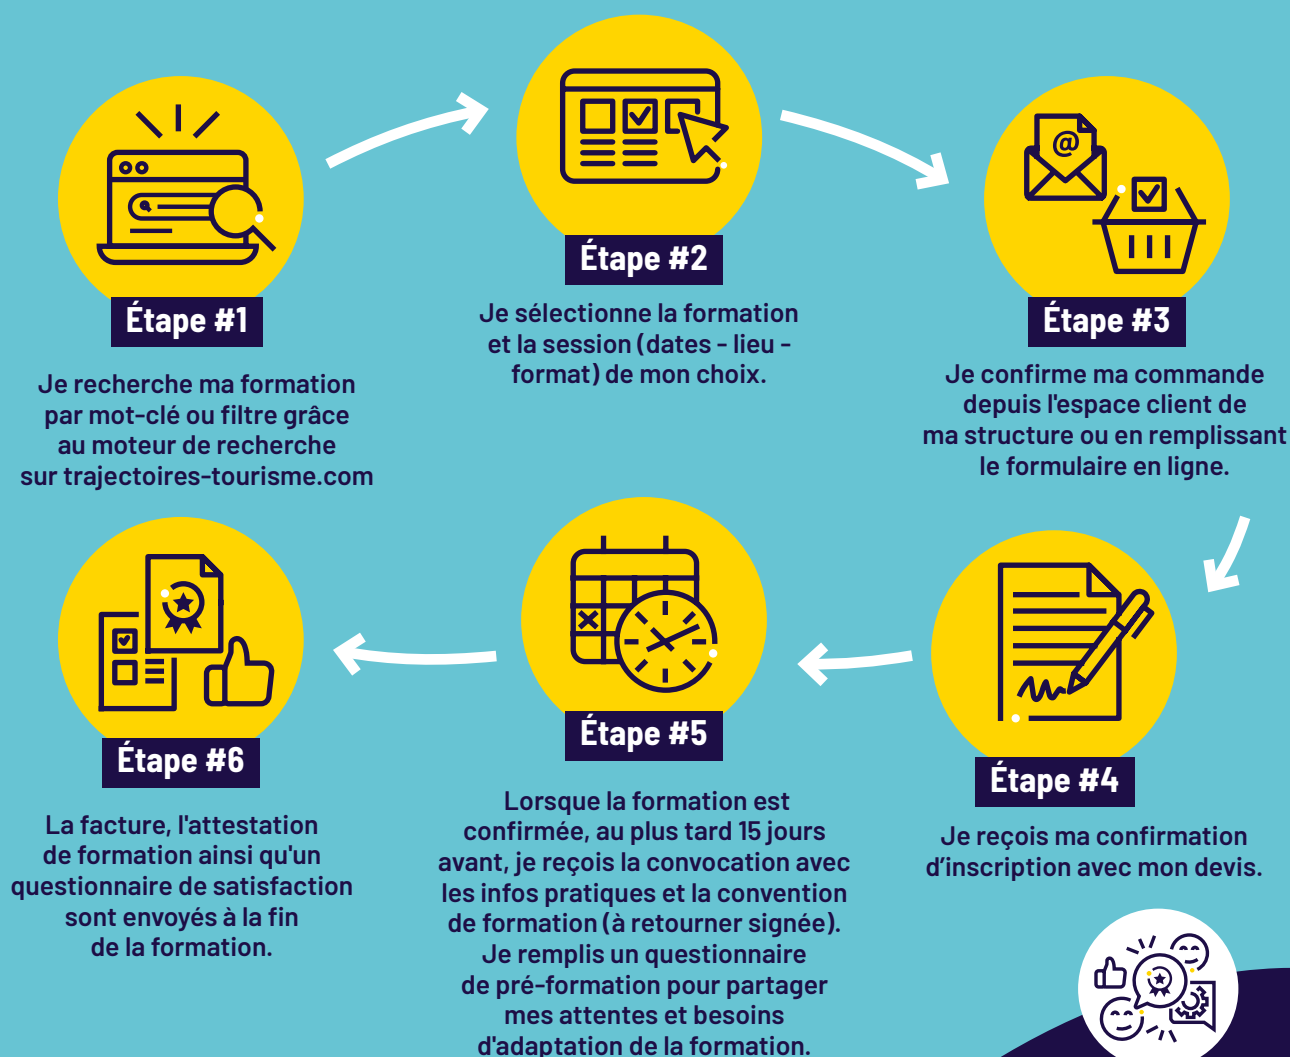 Étape #1
Je recherche ma formation
par mot-clé ou filtre grâce
au moteur de recherche
sur trajectoires-tourisme.com
Étape #2
Je sélectionne la formation
et la session (dates - lieu -
format) de mon choix.
@
Étape #3
Je confirme ma commande
depuis l'espace client de
ma structure ou en remplissant
le formulaire en ligne.
Étape #4
Je reçois ma confirmation
d’inscription avec mon devis.
Étape #5
Lorsque la formation est
confirmée, au plus tard 15 jours
avant, je reçois la convocation avec
les infos pratiques et la convention
de formation (à retourner signée).
Je remplis un questionnaire
de pré-formation pour partager
mes attentes et besoins
d'adaptation de la formation.
Étape #6
La facture, l'attestation
de formation ainsi qu'un
questionnaire de satisfaction
sont envoyés à la fin
de la formation.